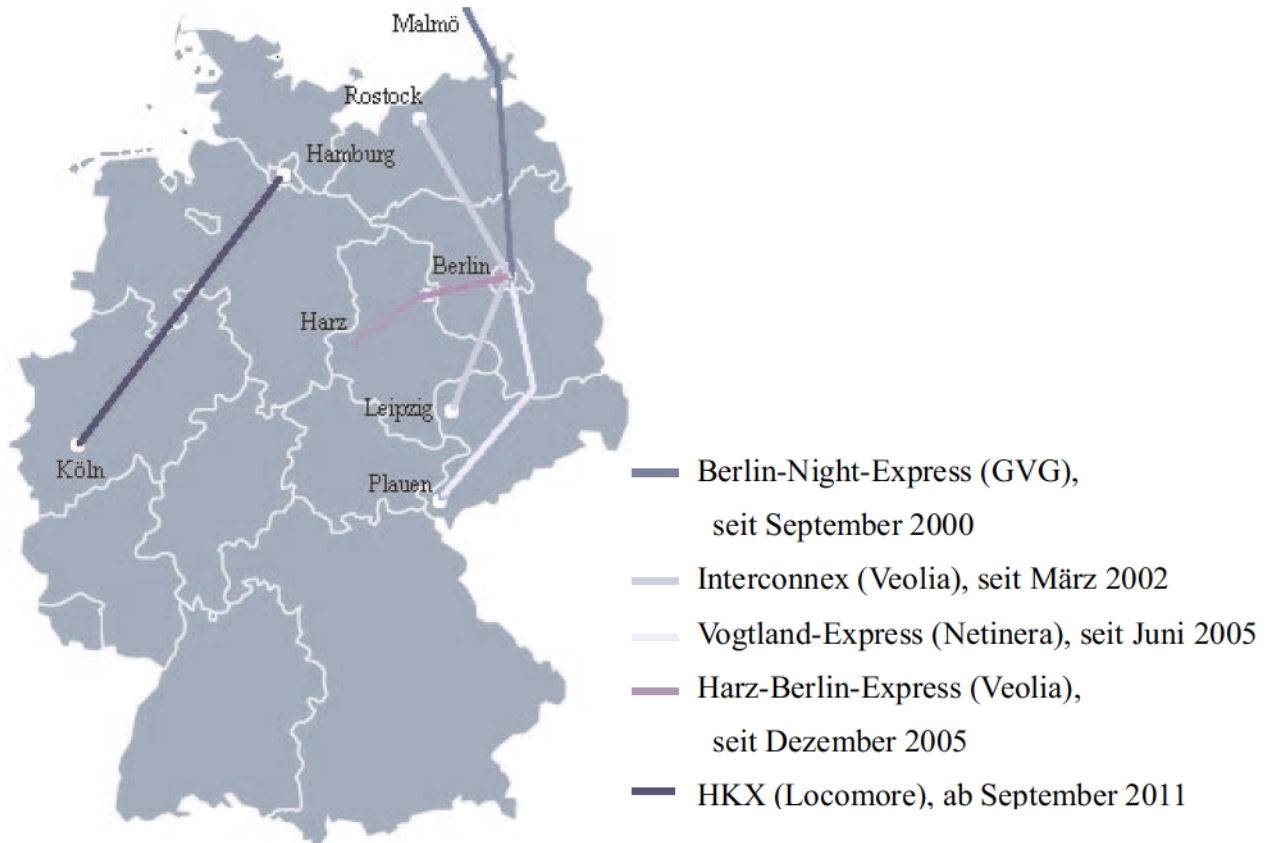 Malmö
Rostock
Hamburg
Berlin
Harz
Leipzig
Köln
Plauen
Berlin-Night-Express (GVG),
seit September 2000
Interconnex (Veolia), seit März 2002
Vogtland-Express (Netinera), seit Juni 2005
Harz-Berlin-Express (Veolia),
seit Dezember 2005
HKX (Locomore), ab September 2011